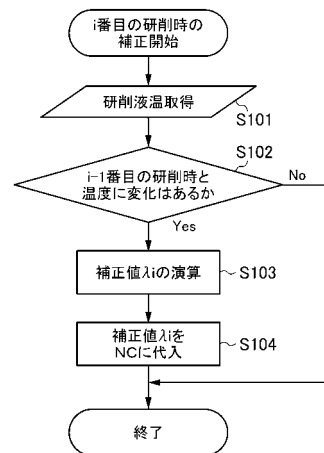 i番目の研削時の
補正開始
研削液温取得
S101
S102
i-1番目の研削時と
温度に変化はあるか
No
Yes
補正値λiの演算
S103
補正値λiを
NCに代入
S104
終了